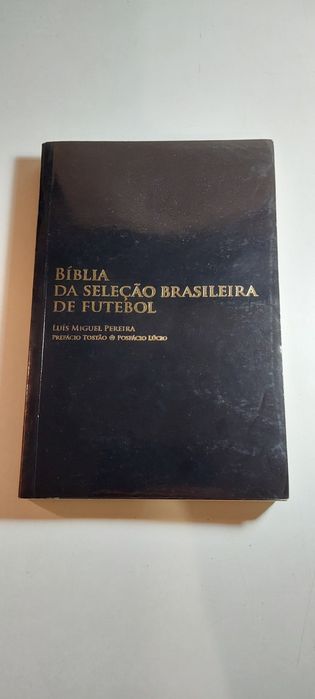 BÍBLIA
DA SELEÇÃO BRASILEIRA
DE FUTEBOL
LUÍS MIGUEL PEREIRA
PREFÁCIO TOSTÃO POSFÁCIO LÚCIO